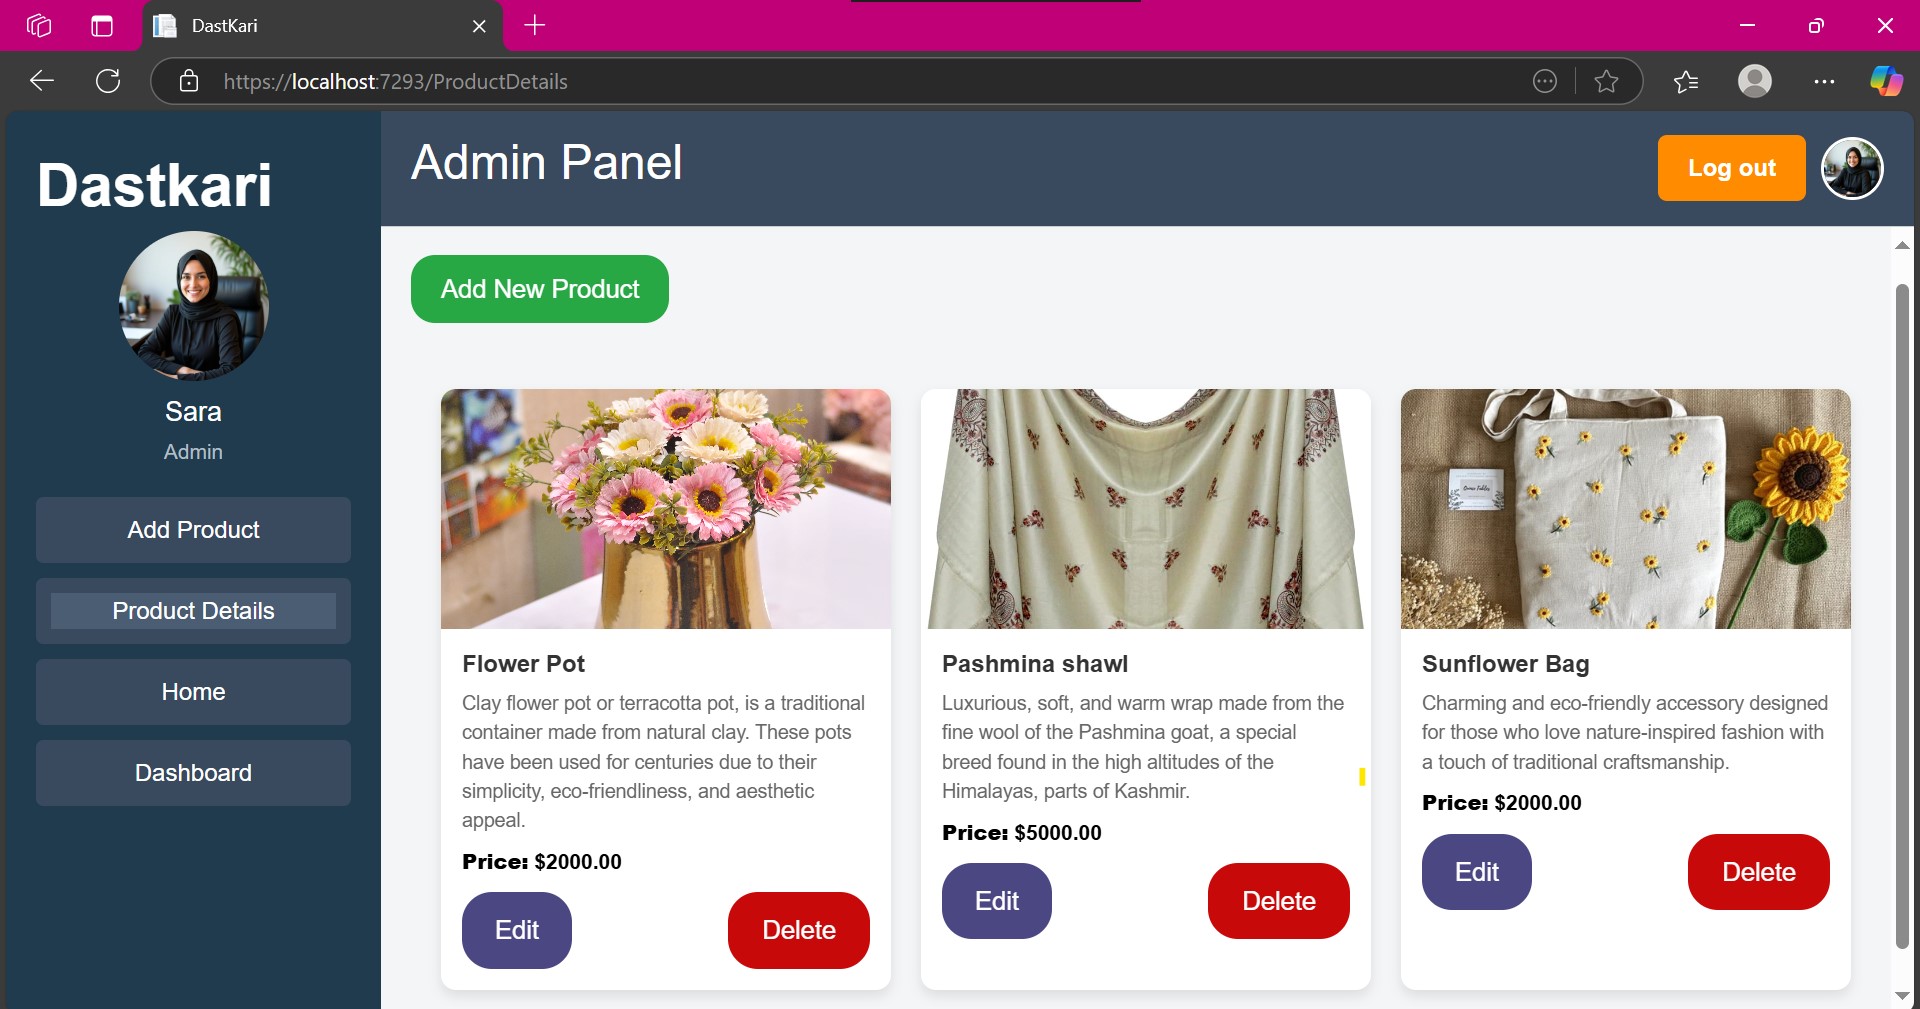 DastKari
https://localhost:7293/ProductDetails
Dastkari
Sara
Admin
Add Product
Product Details
Home
Dashboard
Admin Panel
Log out
Add New Product
Flower Pot
Clay flower pot or terracotta pot, is a traditional
container made from natural clay. These pots
have been used for centuries due to their
simplicity, eco-friendliness, and aesthetic
appeal.
Price: $2000.00
Edit
Delete
Pashmina shawl
Luxurious, soft, and warm wrap made from the
fine wool of the Pashmina goat, a special
breed found in the high altitudes of the
Himalayas, parts of Kashmir.
Price: $5000.00
Edit
Delete
Sunflower Bag
Charming and eco-friendly accessory designed
for those who love nature-inspired fashion with
a touch of traditional craftsmanship.
Price: $2000.00
Edit
Delete